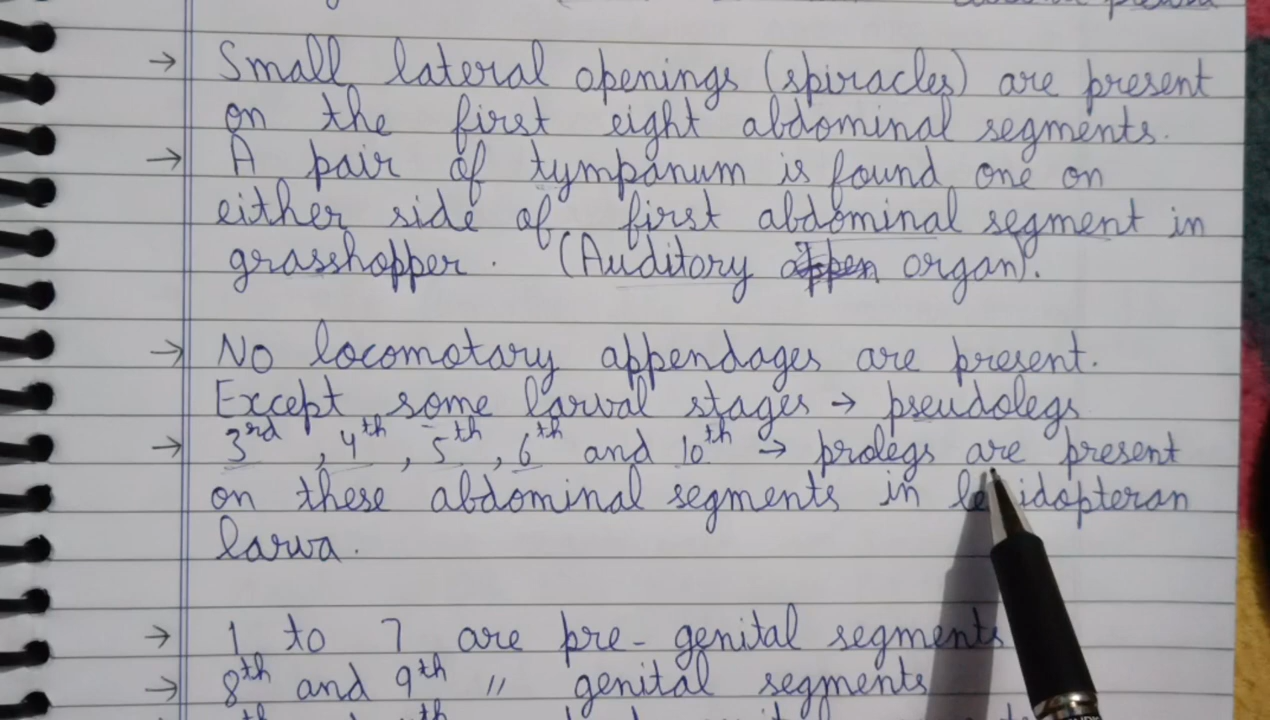 → Small lateral openings (spiracles) are present
on the first eight abdominal segments.
→ A pair of tympanum is found one on
either side of first abdominal segment in
grasshopper. (Auditory organ).
→ No locomotary appendages are present.
Except some larval stages → pseudolegs
→ 3rd, 4th, 5th, 6th and 10th → prolegs are present
on these abdominal segments in lepidopteran
larva.
→ 1 to 7 are pre-genital segments
→ 8th and 9th " genital segments